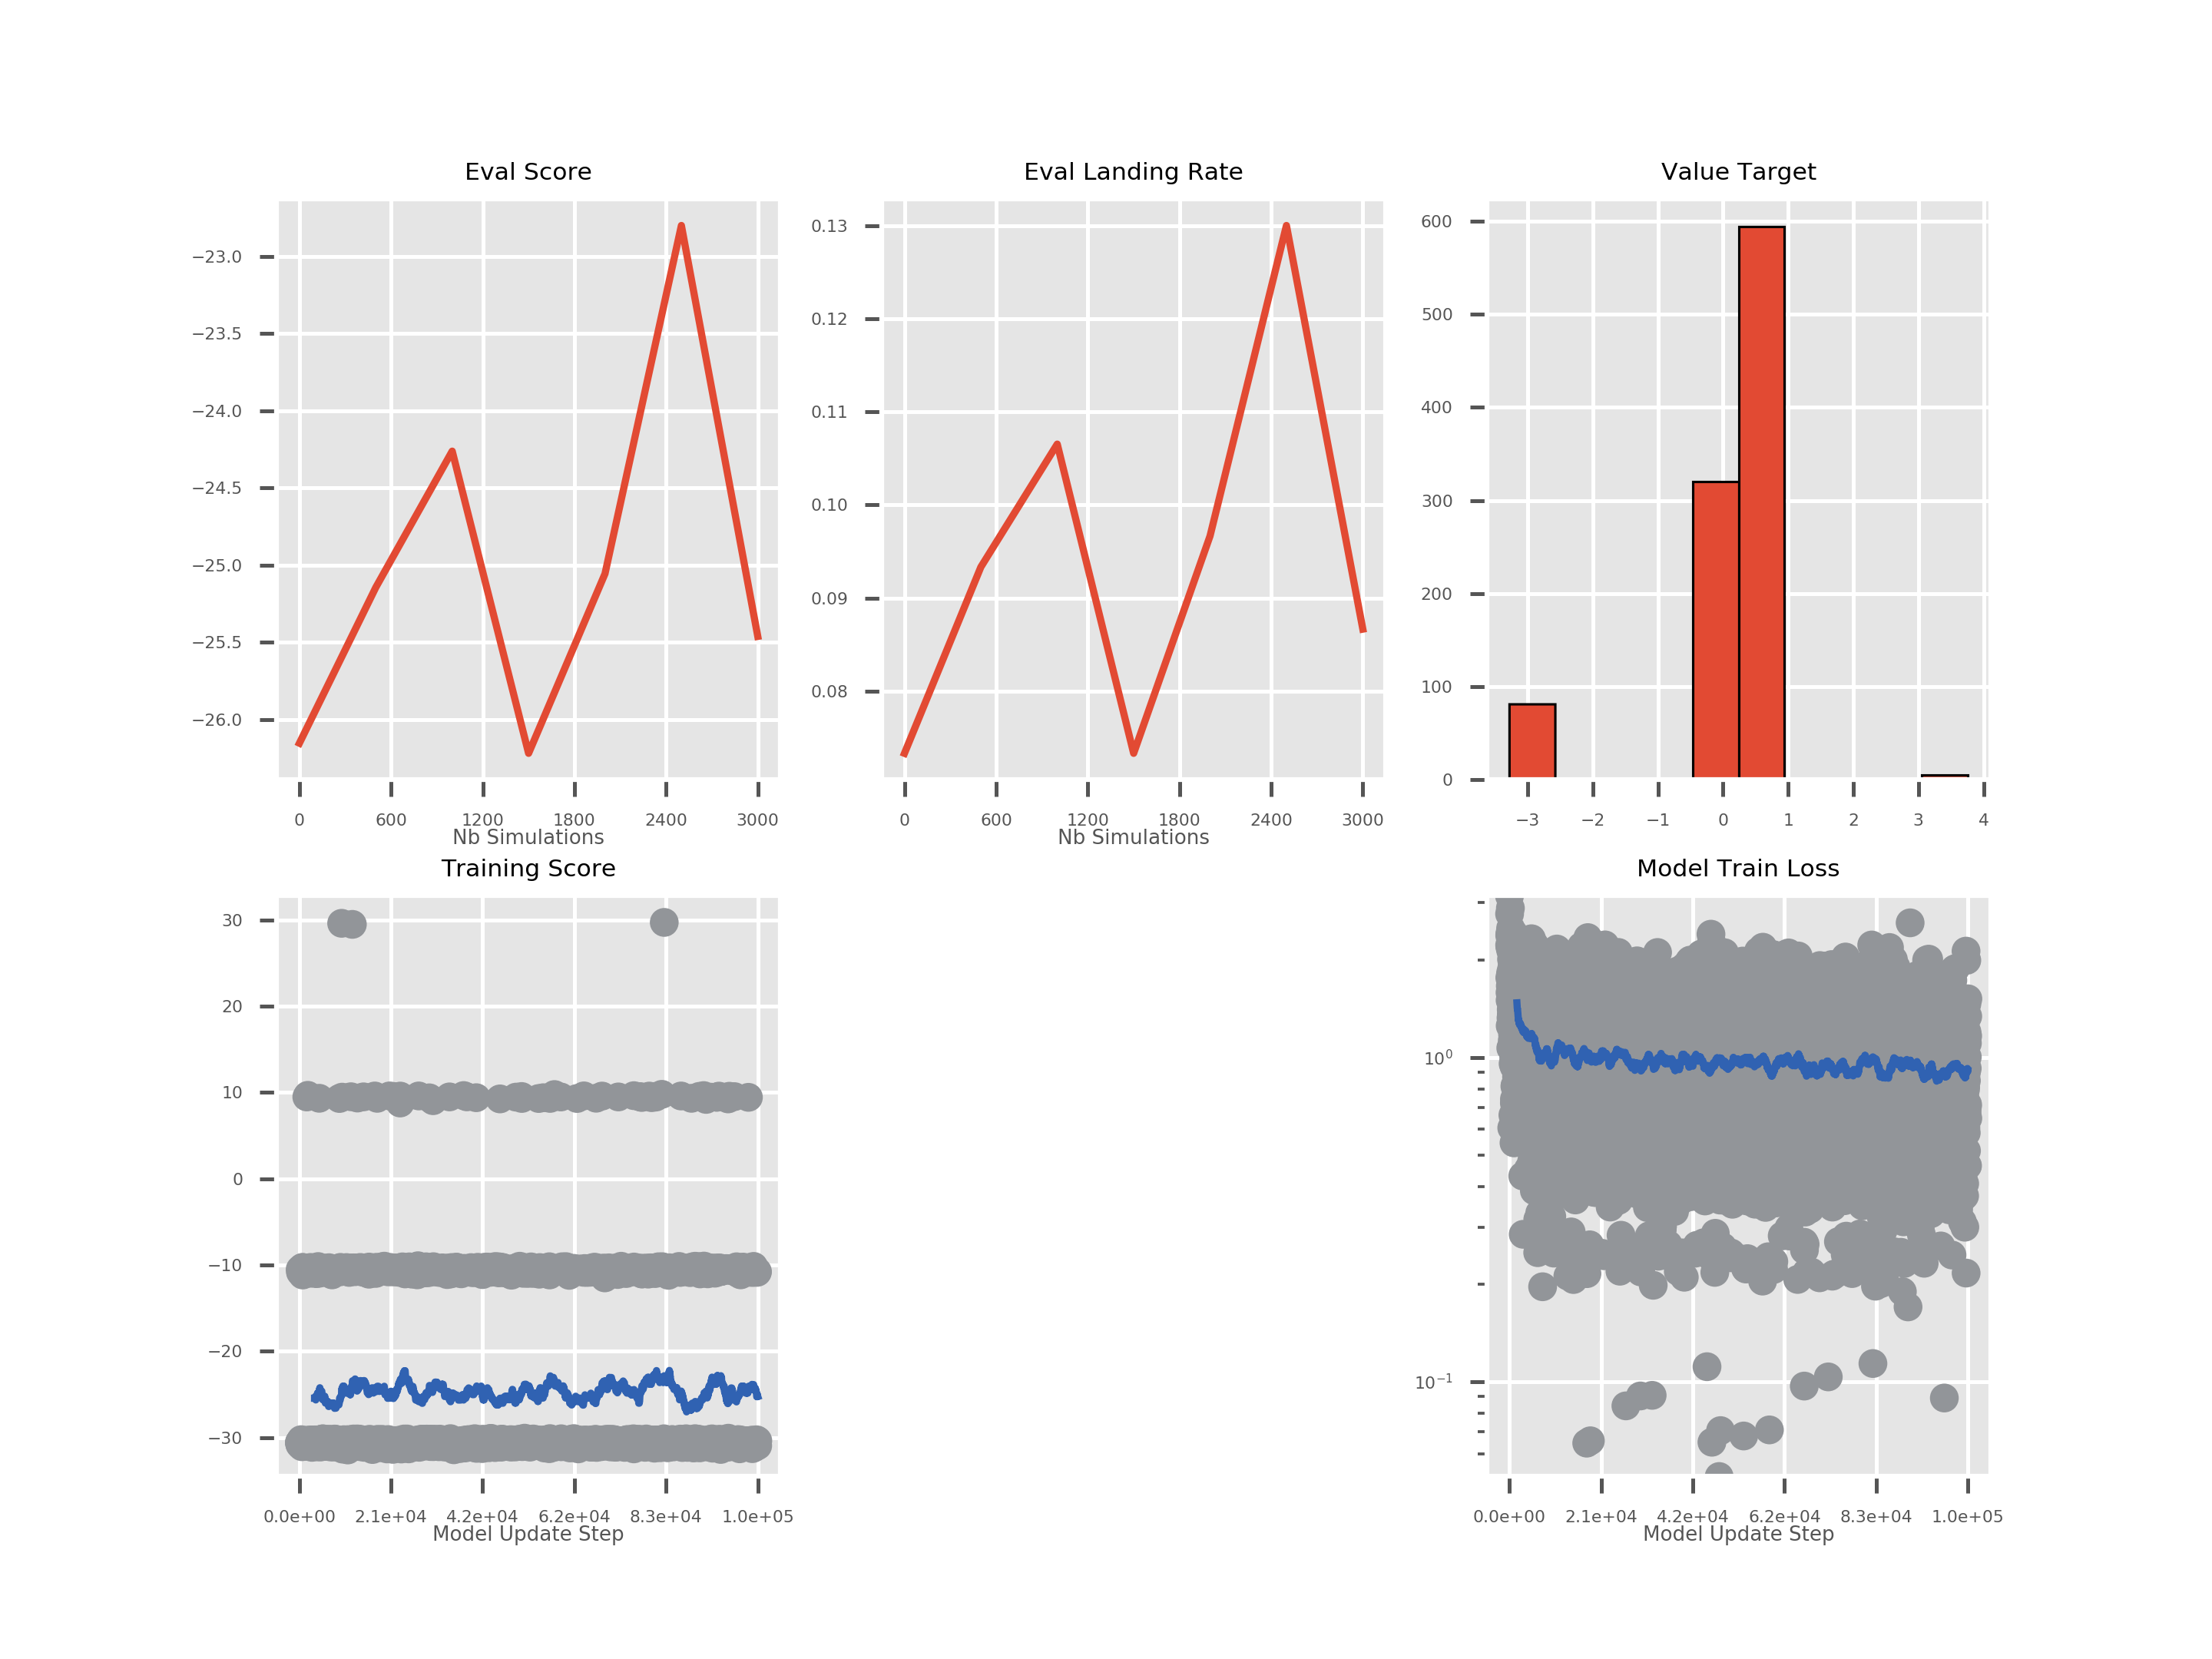 Eval Score
Eval Landing Rate
Value Target
−23.0
−23.5
−24.0
−24.5
−25.0
−25.5
−26.0
0 600 1200 1800 2400 3000
Nb Simulations
0.13
0.12
0.11
0.10
0.09
0.08
0 600 1200 1800 2400 3000
Nb Simulations
600
500
400
300
200
100
0
−3 −2 −1 0 1 2 3 4
Training Score
Model Train Loss
30
20
10
0
−10
−20
−30
0.0e+00 2.1e+04 4.2e+04 6.2e+04 8.3e+04 1.0e+05
Model Update Step
10⁰
10⁻¹
0.0e+00 2.1e+04 4.2e+04 6.2e+04 8.3e+04 1.0e+05
Model Update Step